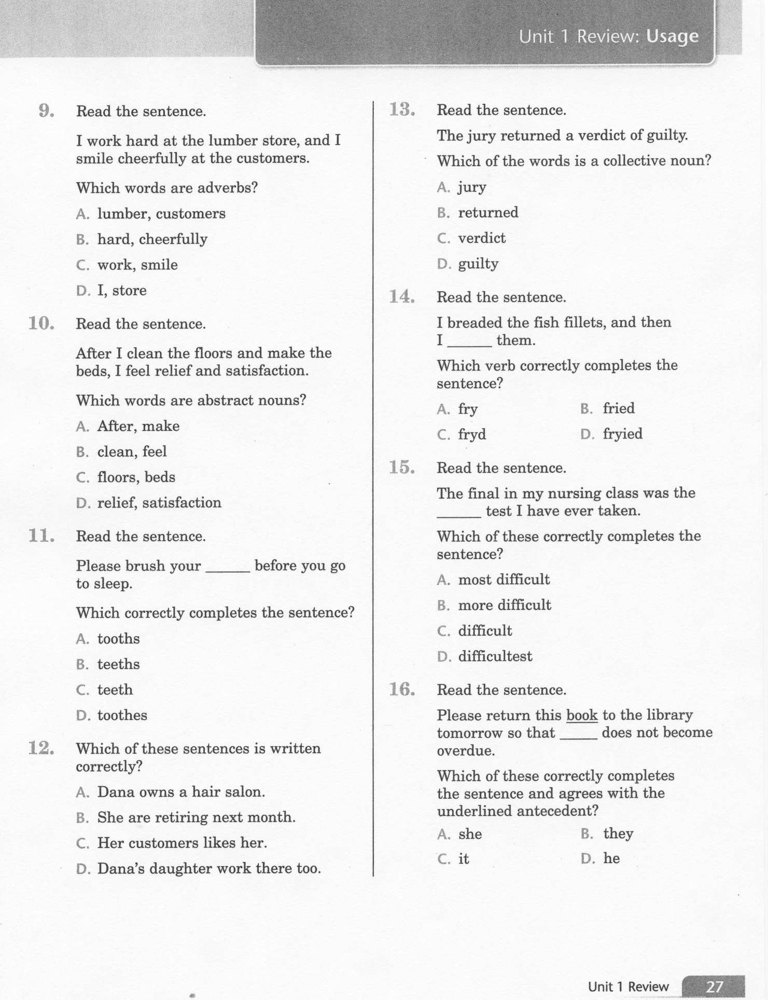 Unit 1 Review: Usage
9. Read the sentence.
I work hard at the lumber store, and I
smile cheerfully at the customers.
Which words are adverbs?
A. lumber, customers
B. hard, cheerfully
C. work, smile
D. I, store
10. Read the sentence.
After I clean the floors and make the
beds, I feel relief and satisfaction.
Which words are abstract nouns?
A. After, make
B. clean, feel
C. floors, beds
D. relief, satisfaction
11. Read the sentence.
Please brush your ______ before you go
to sleep.
Which correctly completes the sentence?
A. tooths
B. teeths
C. teeth
D. toothes
12. Which of these sentences is written
correctly?
A. Dana owns a hair salon.
B. She are retiring next month.
C. Her customers likes her.
D. Dana's daughter work there too.
13. Read the sentence.
The jury returned a verdict of guilty.
Which of the words is a collective noun?
A. jury
B. returned
C. verdict
D. guilty
14. Read the sentence.
I breaded the fish fillets, and then
I ______ them.
Which verb correctly completes the
sentence?
A. fry B. fried
C. fryd D. fryied
15. Read the sentence.
The final in my nursing class was the
______ test I have ever taken.
Which of these correctly completes the
sentence?
A. most difficult
B. more difficult
C. difficult
D. difficultest
16. Read the sentence.
Please return this book to the library
tomorrow so that _____ does not become
overdue.
Which of these correctly completes
the sentence and agrees with the
underlined antecedent?
A. she B. they
C. it D. he
Unit 1 Review 27